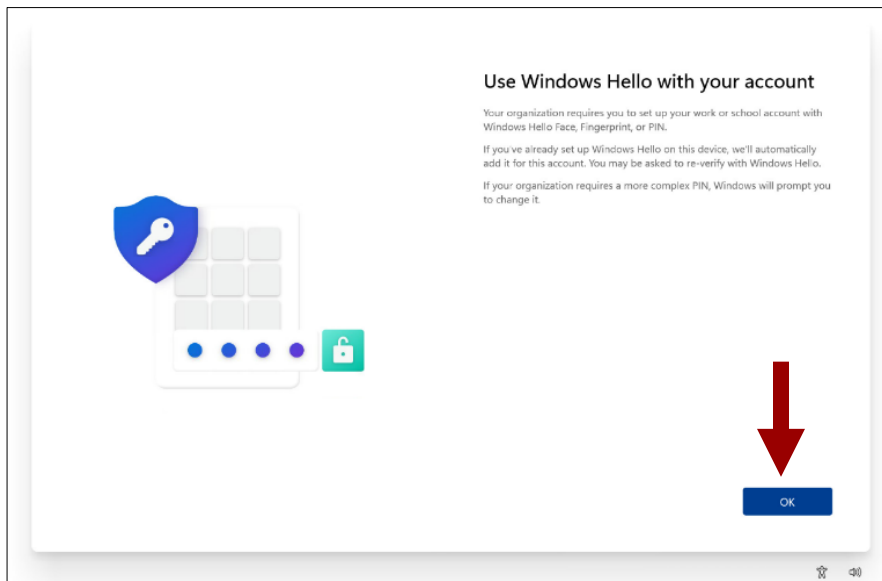 Use Windows Hello with your account
Your organization requires you to set up your work or school account with
Windows Hello Face, Fingerprint, or PIN.
If you've already set up Windows Hello on this device, we'll automatically
add it for this account. You may be asked to re-verify with Windows Hello.
If your organization requires a more complex PIN, Windows will prompt you
to change it.
OK